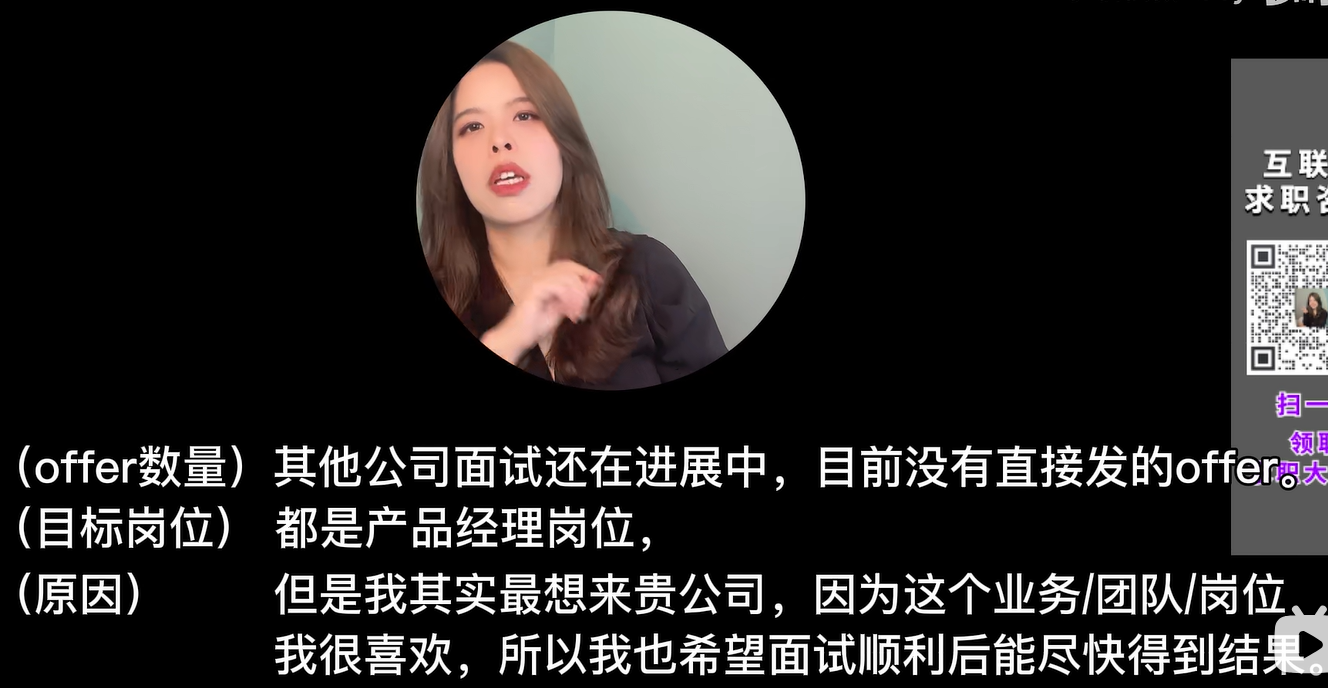 互联
求职咨
扫一
领取
职大
（offer数量）其他公司面试还在进展中，目前没有直接发的offer。
（目标岗位） 都是产品经理岗位，
（原因） 但是我其实最想来贵公司，因为这个业务/团队/岗位
我很喜欢，所以我也希望面试顺利后能尽快得到结果。